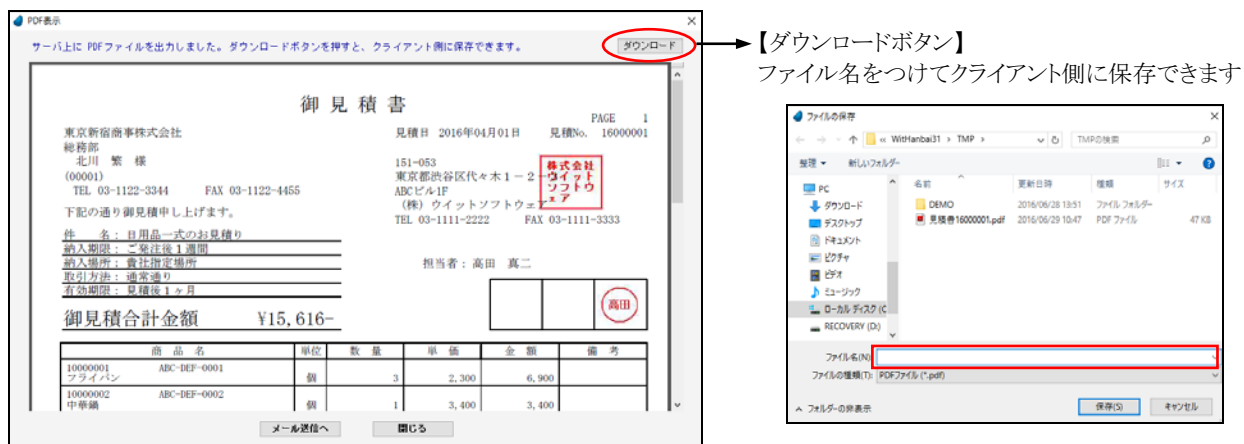 PDF表示
サーバ上に PDFファイルを出力しました。ダウンロードボタンを押すと、クライアント側に保存できます。
ダウンロード
御 見 積 書
PAGE 1
東京新宿商事株式会社
見積日 2016年04月01日 見積No. 16000001
総務部
北川 繁 様
(00001)
TEL 03-1122-3344 FAX 03-1122-4455
151-053
東京都渋谷区代々木1－2－
ABCビル1F
(株) ウイットソフトウェア
TEL 03-1111-2222 FAX 03-1111-3333
株式会社
ウイット
ソフトウ
ェア
下記の通り御見積申し上げます。
件 名：日用品一式のお見積り
納入期限：ご発注後1週間
納入場所：貴社指定場所
取引方法：通常通り
有効期限：見積後1ヶ月
担当者：高田 真二
高田
御見積合計金額 ¥15,616-
商 品 名 単位 数 量 単 価 金 額 備 考
10000001 ABC-DEF-0001
フライパン 個 3 2,300 6,900
10000002 ABC-DEF-0002
中華鍋 個 1 3,400 3,400
メール送信へ 閉じる
【ダウンロードボタン】
ファイル名をつけてクライアント側に保存できます
ファイルの保存
« WitHanbai31 > TMP >
TMPの検索
整理 新しいフォルダー
名前 更新日時 種類 サイズ
DEMO 2016/06/28 13:51 ファイル フォルダー
見積書16000001.pdf 2016/06/29 10:47 PDF ファイル 47 KB
PC
ダウンロード
デスクトップ
ドキュメント
ピクチャ
ビデオ
ミュージック
ローカル ディスク (C
RECOVERY (D:)
ファイル名(N):
ファイルの種類(T): PDFファイル (*.pdf)
フォルダーの非表示
保存(S) キャンセル